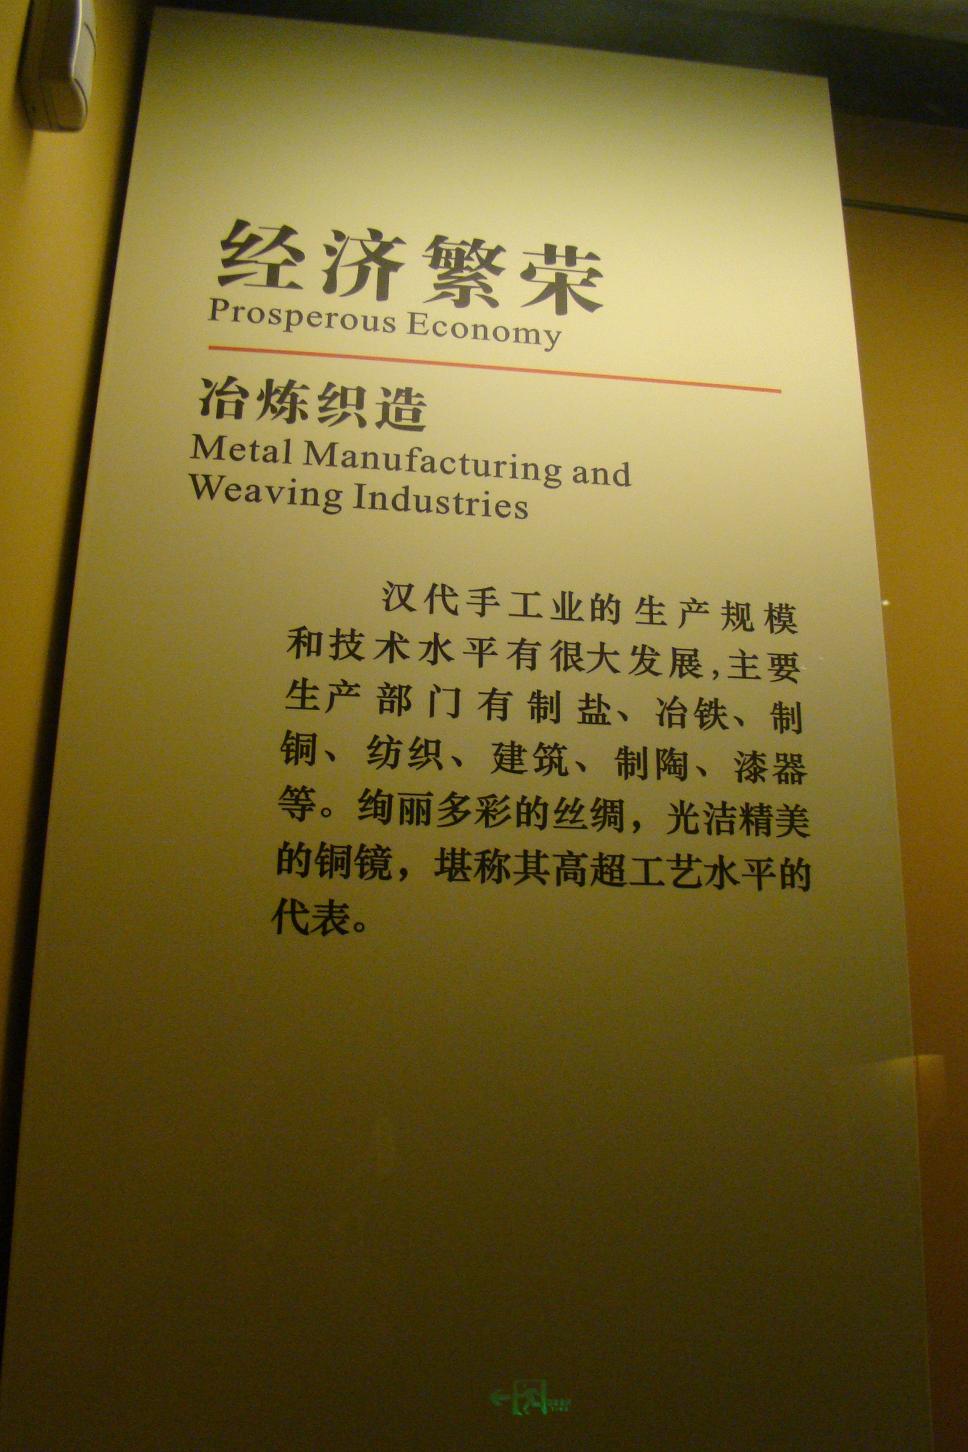 经济繁荣
Prosperous Economy
冶炼织造
Metal Manufacturing and
Weaving Industries
汉代手工业的生产规模
和技术水平有很大发展,主要
生产部门有制盐、冶铁、制
铜、纺织、建筑、制陶、漆器
等。绚丽多彩的丝绸，光洁精美
的铜镜，堪称其高超工艺水平的
代表。